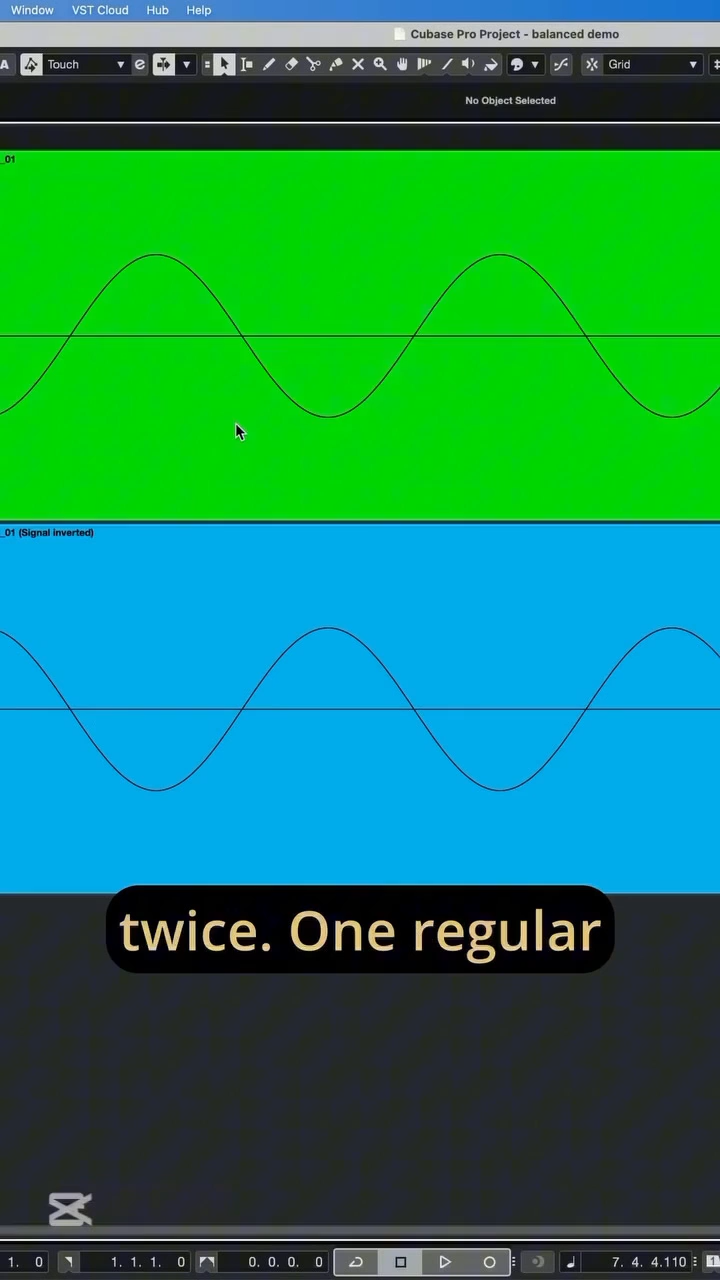 Window VST Cloud Hub Help
Cubase Pro Project - balanced demo
A Touch e Grid
No Object Selected
_01
_01 (Signal inverted)
twice. One regular
1. 0 1. 1. 1. 0 0. 0. 0. 0 7. 4. 4.110 1